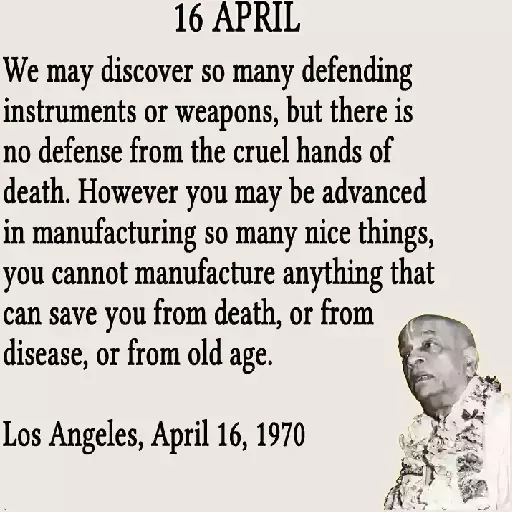 16 APRIL
We may discover so many defending
instruments or weapons, but there is
no defense from the cruel hands of
death. However you may be advanced
in manufacturing so many nice things,
you cannot manufacture anything that
can save you from death, or from
disease, or from old age.
Los Angeles, April 16, 1970